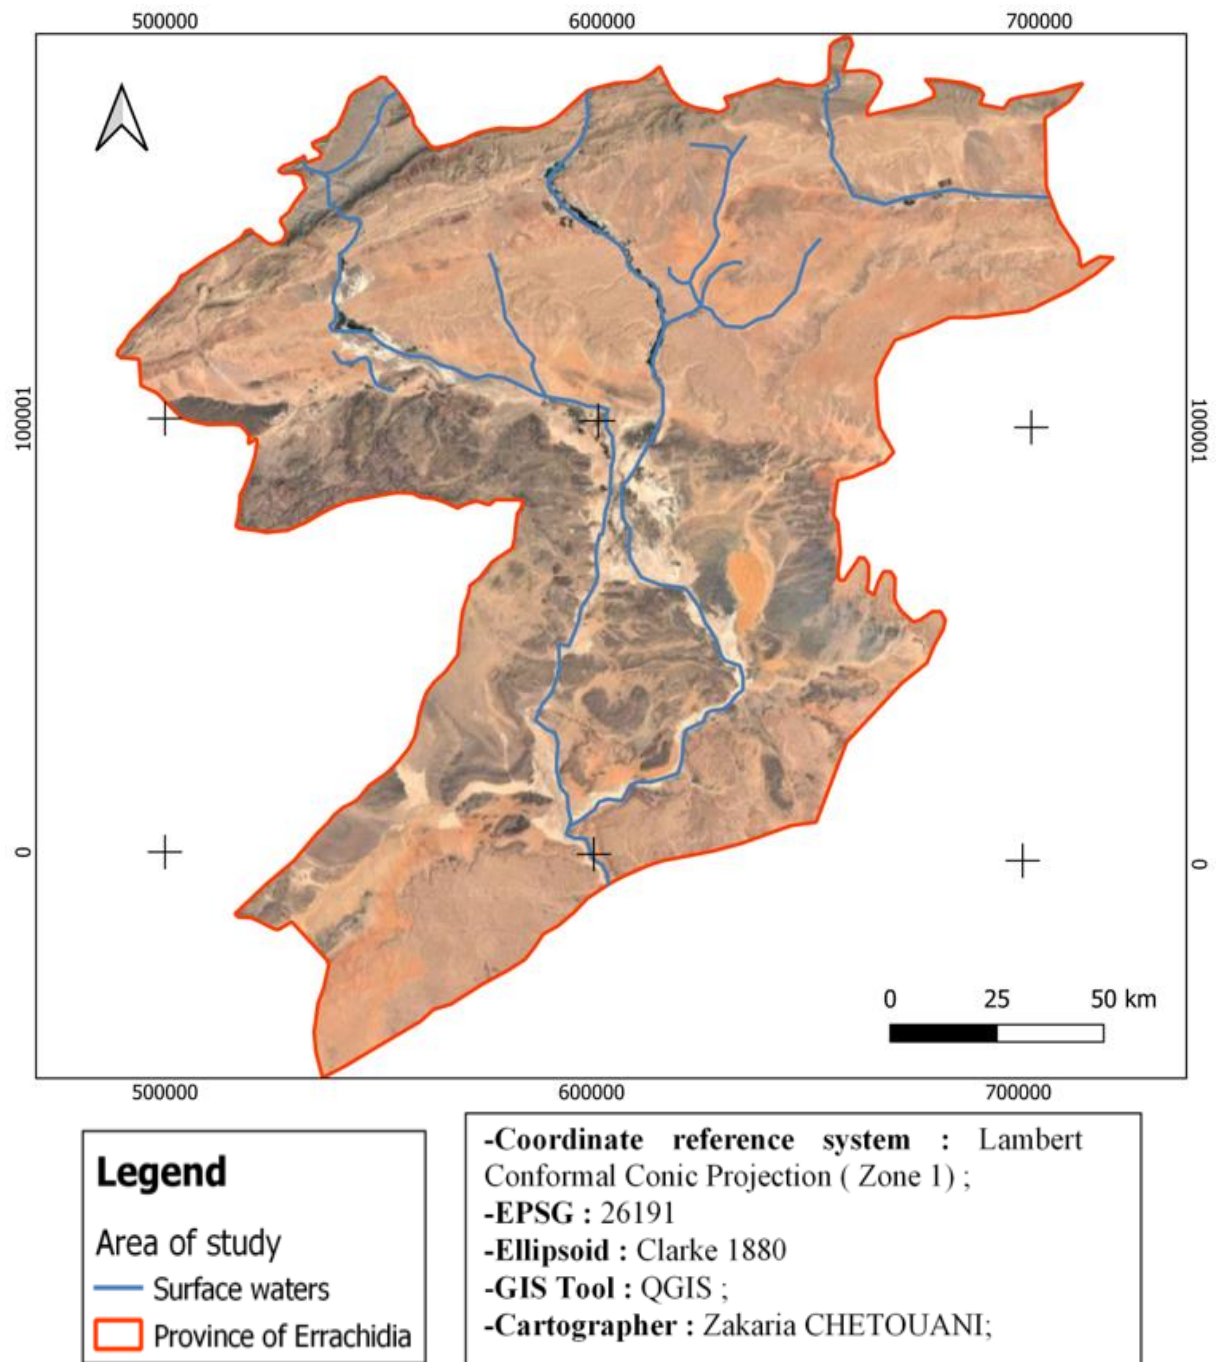 500000 600000 700000
100001 100001
0 0
0 25 50 km
500000 600000 700000
Legend
Area of study
Surface waters
Province of Errachidia
-Coordinate reference system : Lambert
Conformal Conic Projection ( Zone 1) ;
-EPSG : 26191
-Ellipsoid : Clarke 1880
-GIS Tool : QGIS ;
-Cartographer : Zakaria CHETOUANI;